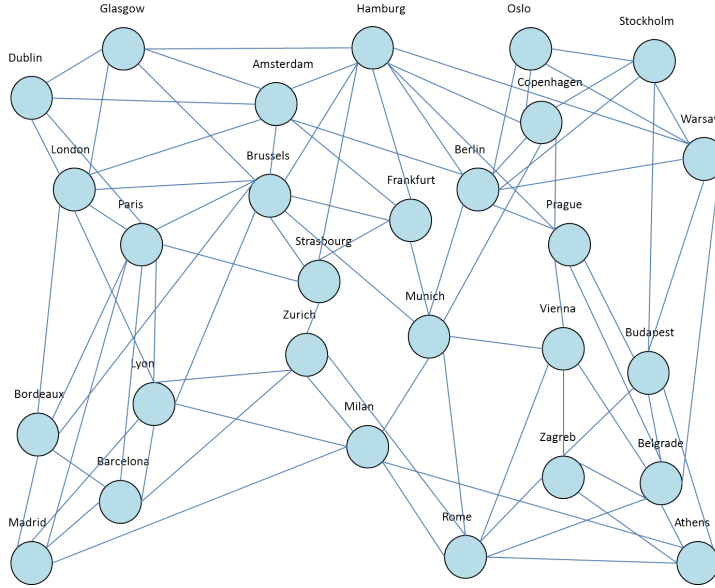 Glasgow
Hamburg
Oslo
Stockholm
Dublin
Amsterdam
Copenhagen
Warsaw
London
Brussels
Berlin
Frankfurt
Paris
Prague
Strasbourg
Munich
Zurich
Vienna
Budapest
Lyon
Bordeaux
Milan
Zagreb
Belgrade
Barcelona
Madrid
Rome
Athens